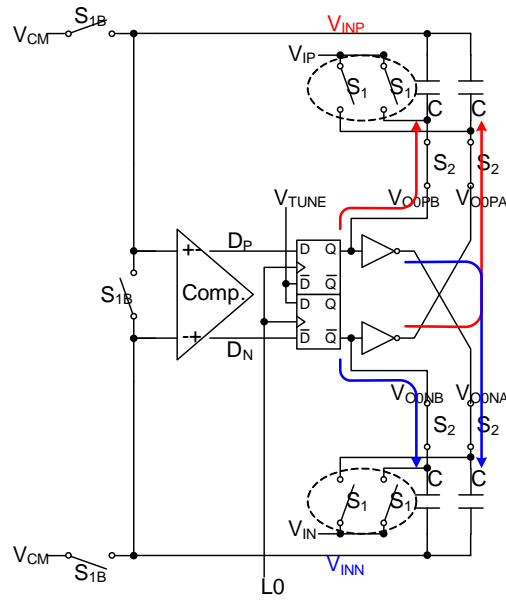 S1B
VCM
VINP
VIP
S1 S1 C C
S2 S2
VTUNE
VO0PB VO0PA
DP
D Q
+-
S1B
Comp.
D̅ Q̅
D Q
-+
D̅ Q̅
DN
VO0NB VO0NA
S2 S2
S1 S1 C C
VIN
VCM
S1B
VINN
L0